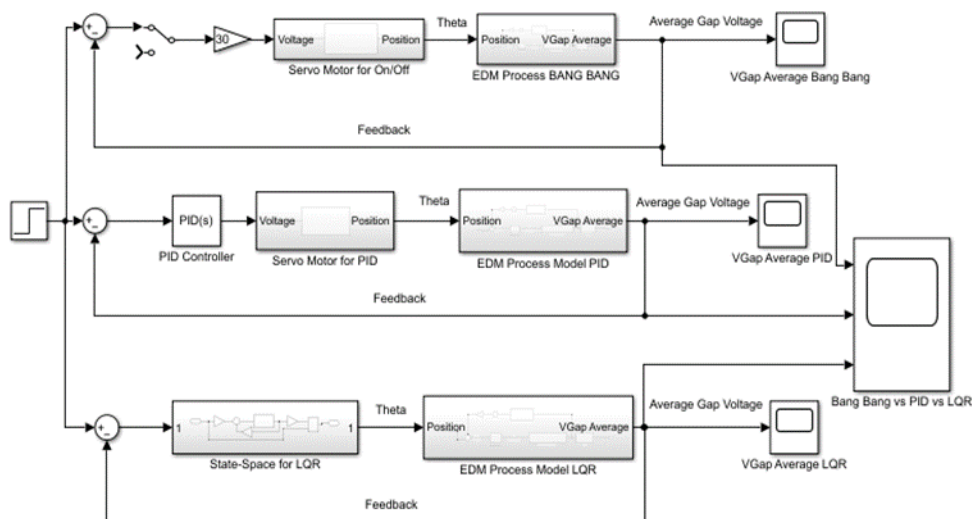 Theta
Average Gap Voltage
30
Voltage
Position
Position
VGap Average
Servo Motor for On/Off
EDM Process BANG BANG
VGap Average Bang Bang
Feedback
Theta
Average Gap Voltage
PID(s)
Voltage
Position
Position
VGap Average
PID Controller
Servo Motor for PID
EDM Process Model PID
VGap Average PID
Feedback
Bang Bang vs PID vs LQR
Theta
Average Gap Voltage
1
1
Position
VGap Average
State-Space for LQR
EDM Process Model LQR
VGap Average LQR
Feedback